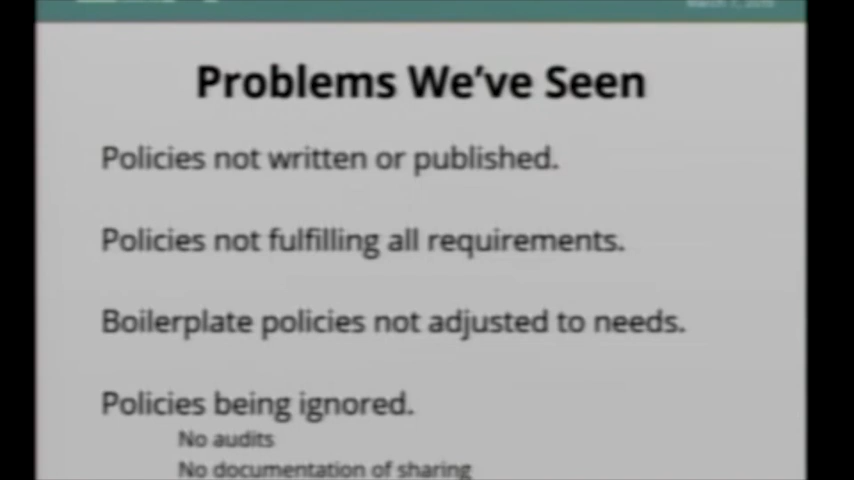 Problems We've Seen
Policies not written or published.
Policies not fulfilling all requirements.
Boilerplate policies not adjusted to needs.
Policies being ignored.
No audits
No documentation of sharing